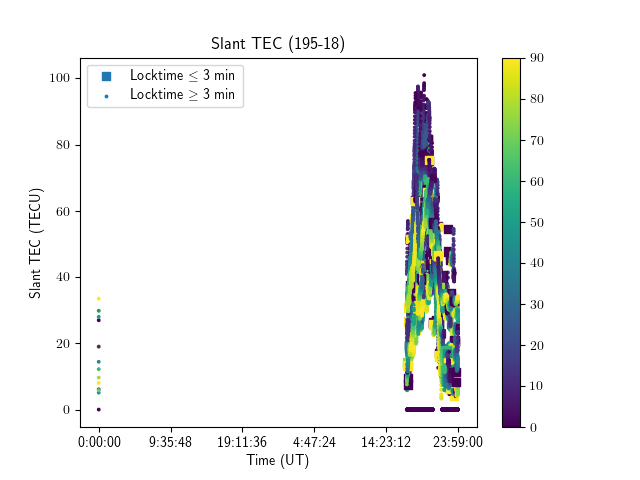 Slant TEC (195-18)
Locktime ≤ 3 min
Locktime ≥ 3 min
Slant TEC (TECU)
100
80
60
40
20
0
0:00:00 9:35:48 19:11:36 4:47:24 14:23:12 23:59:00
Time (UT)
90
80
70
60
50
40
30
20
10
0